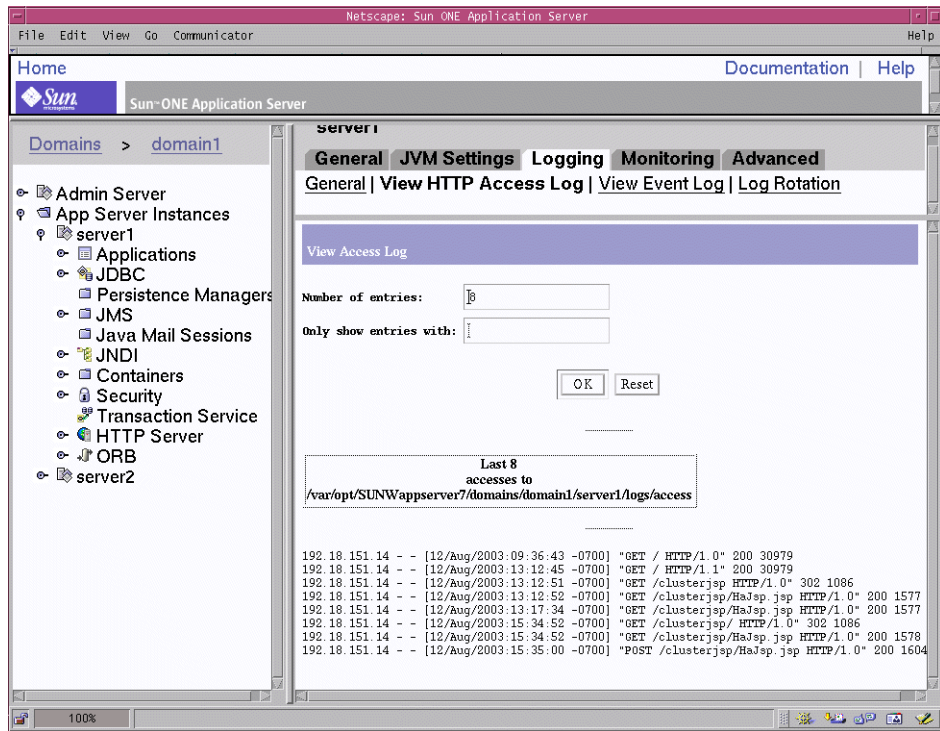 Netscape: Sun ONE Application Server
File Edit View Go Communicator Help
Home Documentation | Help
Sun microsystems Sun™ ONE Application Server
Domains > domain1
Admin Server
App Server Instances
server1
Applications
JDBC
Persistence Managers
JMS
Java Mail Sessions
JNDI
Containers
Security
Transaction Service
HTTP Server
ORB
server2
server1
General JVM Settings Logging Monitoring Advanced
General | View HTTP Access Log | View Event Log | Log Rotation
View Access Log
Number of entries: 8
Only show entries with:
OK Reset
Last 8
accesses to
/var/opt/SUNWappserver7/domains/domain1/server1/logs/access
192.18.151.14 - - [12/Aug/2003:09:36:43 -0700] "GET / HTTP/1.0" 200 30979
192.18.151.14 - - [12/Aug/2003:13:12:45 -0700] "GET / HTTP/1.1" 200 30979
192.18.151.14 - - [12/Aug/2003:13:12:51 -0700] "GET /clusterjsp HTTP/1.0" 302 1086
192.18.151.14 - - [12/Aug/2003:13:12:52 -0700] "GET /clusterjsp/HaJsp.jsp HTTP/1.0" 200 1577
192.18.151.14 - - [12/Aug/2003:13:17:34 -0700] "GET /clusterjsp/HaJsp.jsp HTTP/1.0" 200 1577
192.18.151.14 - - [12/Aug/2003:15:34:52 -0700] "GET /clusterjsp/ HTTP/1.0" 302 1086
192.18.151.14 - - [12/Aug/2003:15:34:52 -0700] "GET /clusterjsp/HaJsp.jsp HTTP/1.0" 200 1578
192.18.151.14 - - [12/Aug/2003:15:35:00 -0700] "POST /clusterjsp/HaJsp.jsp HTTP/1.0" 200 1604
100%